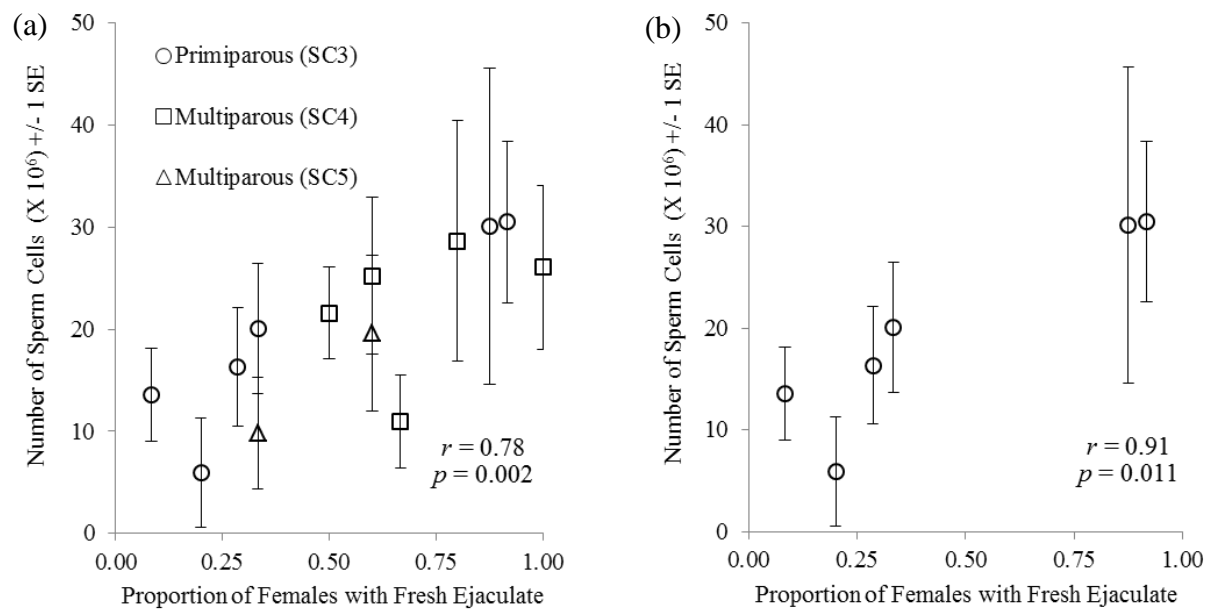 (a)
Number of Sperm Cells (X 10⁶) +/- 1 SE
50
40
30
20
10
0
○ Primiparous (SC3)
□ Multiparous (SC4)
△ Multiparous (SC5)
r = 0.78
p = 0.002
0.00 0.25 0.50 0.75 1.00
Proportion of Females with Fresh Ejaculate
(b)
Number of Sperm Cells (X 10⁶) +/- 1 SE
50
40
30
20
10
0
r = 0.91
p = 0.011
0.00 0.25 0.50 0.75 1.00
Proportion of Females with Fresh Ejaculate